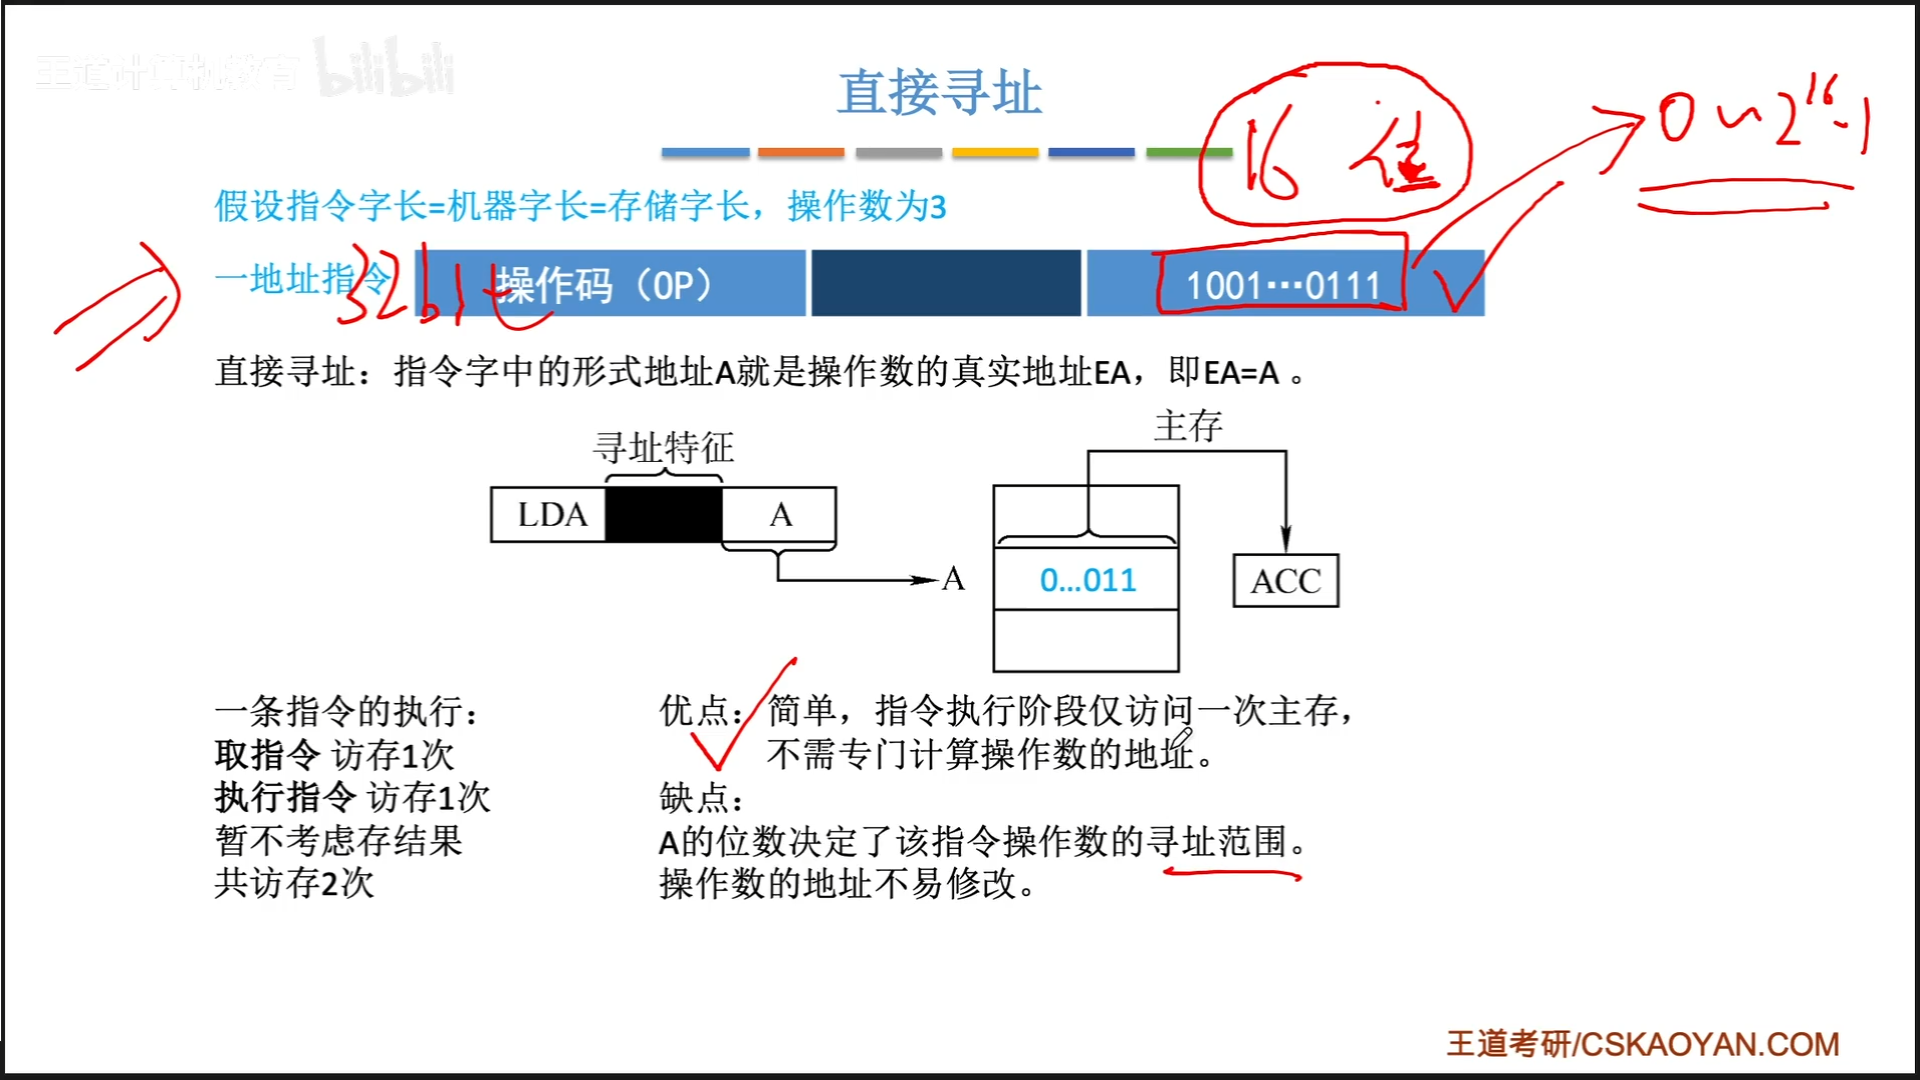 王道计算机教育 bilibili
直接寻址
16 位
0~2^16-1
假设指令字长=机器字长=存储字长，操作数为3
一地址指令
32bit
操作码（OP）
1001…0111
直接寻址：指令字中的形式地址A就是操作数的真实地址EA，即EA=A 。
主存
寻址特征
LDA
A
A
0...011
ACC
一条指令的执行：
取指令 访存1次
执行指令 访存1次
暂不考虑存结果
共访存2次
优点：简单，指令执行阶段仅访问一次主存，
不需专门计算操作数的地址。
缺点：
A的位数决定了该指令操作数的寻址范围。
操作数的地址不易修改。
王道考研/CSKAOYAN.COM